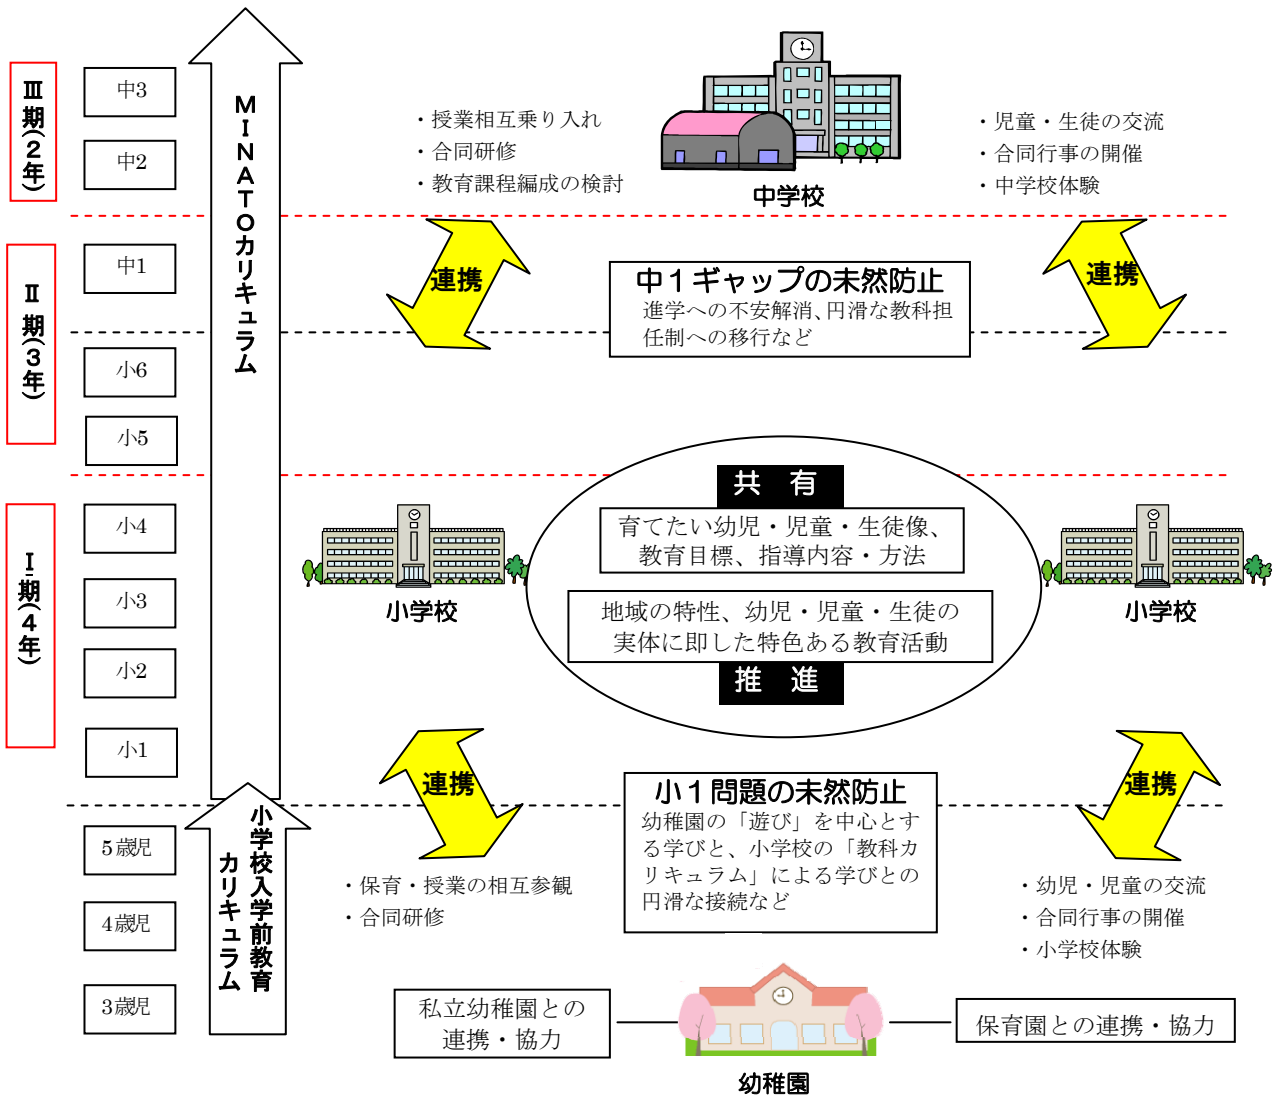 Ⅲ期(2年)
中3
中2
MINATOカリキュラム
・授業相互乗り入れ
・合同研修
・教育課程編成の検討
中学校
・児童・生徒の交流
・合同行事の開催
・中学校体験
Ⅱ期(3年)
中1
小6
小5
連携
中1ギャップの未然防止
進学への不安解消、円滑な教科担
任制への移行など
連携
Ⅰ期(4年)
小4
小3
小2
小1
小学校
共 有
育てたい幼児・児童・生徒像、
教育目標、指導内容・方法
地域の特性、幼児・児童・生徒の
実体に即した特色ある教育活動
推 進
小学校
連携
小1問題の未然防止
幼稚園の「遊び」を中心とす
る学びと、小学校の「教科カ
リキュラム」による学びとの
円滑な接続など
連携
5歳児
4歳児
3歳児
小学校入学前教育
カリキュラム
・保育・授業の相互参観
・合同研修
・幼児・児童の交流
・合同行事の開催
・小学校体験
私立幼稚園との
連携・協力
幼稚園
保育園との連携・協力